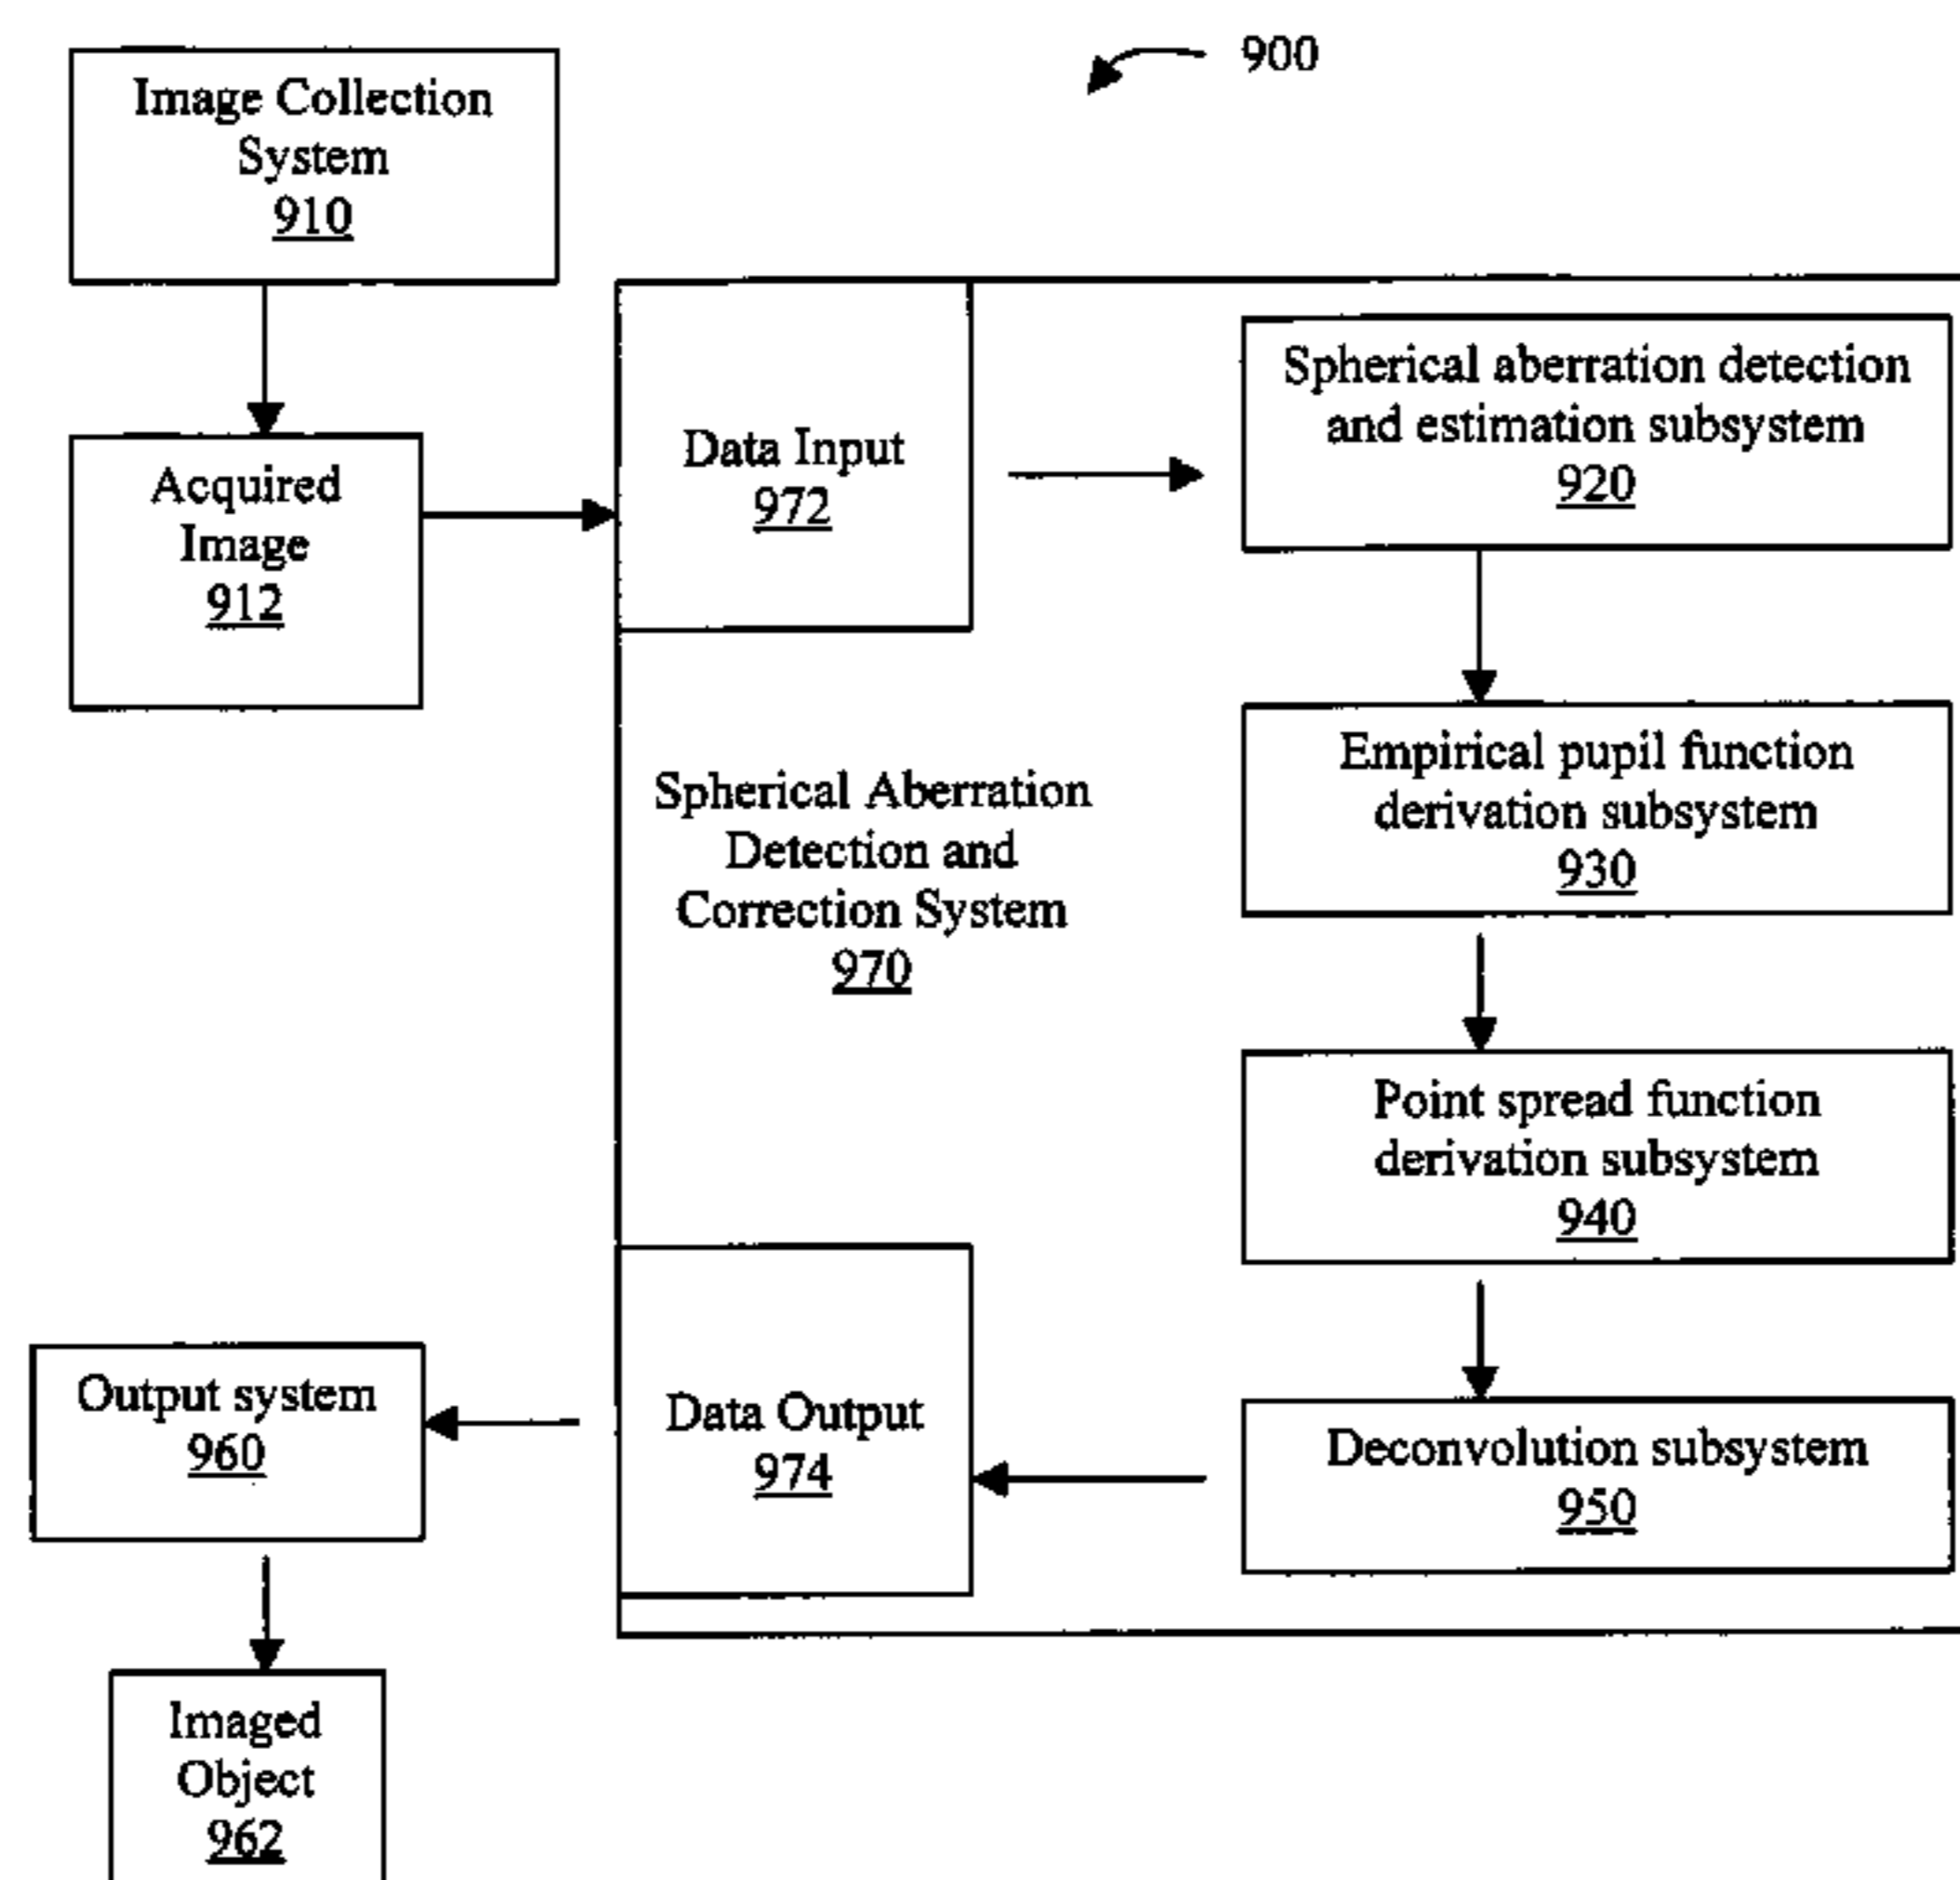 900
Image Collection
System
910
Acquired
Image
912
Data Input
972
Spherical aberration detection
and estimation subsystem
920
Empirical pupil function
derivation subsystem
930
Spherical Aberration
Detection and
Correction System
970
Point spread function
derivation subsystem
940
Deconvolution subsystem
950
Data Output
974
Output system
960
Imaged
Object
962